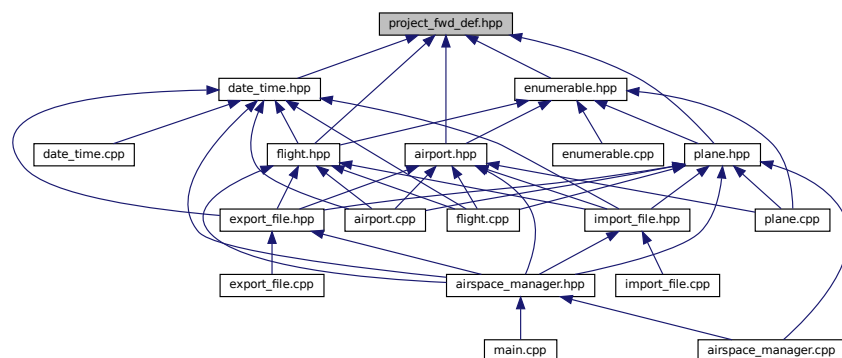 project_fwd_def.hpp
date_time.hpp
enumerable.hpp
date_time.cpp
flight.hpp
airport.hpp
enumerable.cpp
plane.hpp
export_file.hpp
airport.cpp
flight.cpp
import_file.hpp
plane.cpp
export_file.cpp
airspace_manager.hpp
import_file.cpp
main.cpp
airspace_manager.cpp